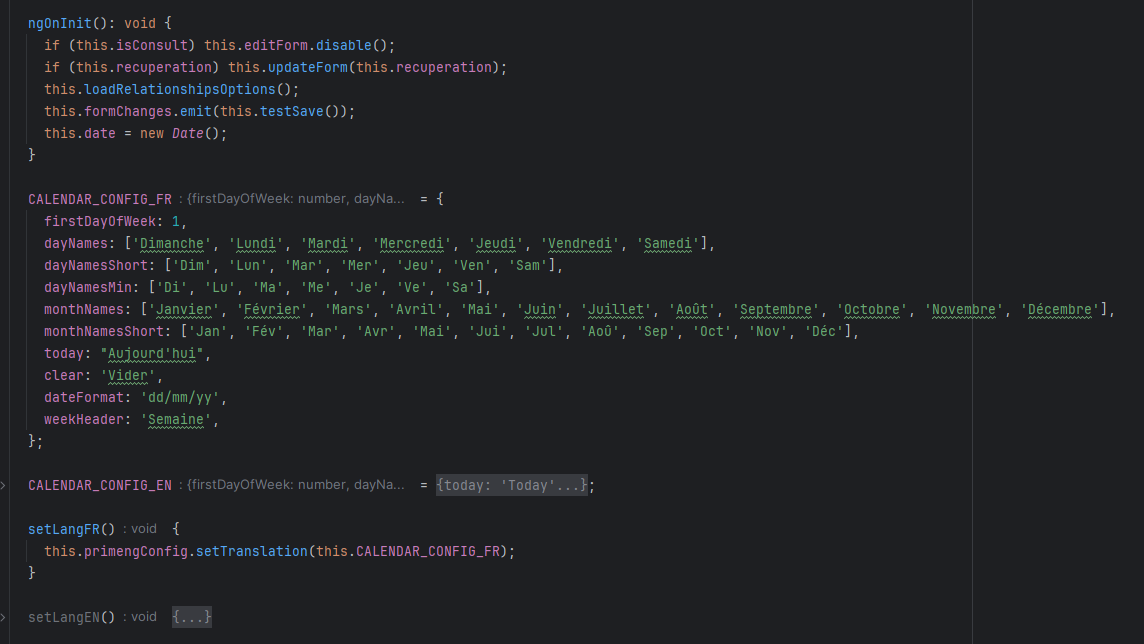 ngOnInit(): void {
if (this.isConsult) this.editForm.disable();
if (this.recuperation) this.updateForm(this.recuperation);
this.loadRelationshipsOptions();
this.formChanges.emit(this.testSave());
this.date = new Date();
}
CALENDAR_CONFIG_FR : {firstDayOfWeek: number, dayNa... = {
firstDayOfWeek: 1,
dayNames: ['Dimanche', 'Lundi', 'Mardi', 'Mercredi', 'Jeudi', 'Vendredi', 'Samedi'],
dayNamesShort: ['Dim', 'Lun', 'Mar', 'Mer', 'Jeu', 'Ven', 'Sam'],
dayNamesMin: ['Di', 'Lu', 'Ma', 'Me', 'Je', 'Ve', 'Sa'],
monthNames: ['Janvier', 'Février', 'Mars', 'Avril', 'Mai', 'Juin', 'Juillet', 'Août', 'Septembre', 'Octobre', 'Novembre', 'Décembre'],
monthNamesShort: ['Jan', 'Fév', 'Mar', 'Avr', 'Mai', 'Jui', 'Jul', 'Aoû', 'Sep', 'Oct', 'Nov', 'Déc'],
today: "Aujourd'hui",
clear: 'Vider',
dateFormat: 'dd/mm/yy',
weekHeader: 'Semaine',
};
CALENDAR_CONFIG_EN : {firstDayOfWeek: number, dayNa... = {today: 'Today'...};
setLangFR() : void {
this.primengConfig.setTranslation(this.CALENDAR_CONFIG_FR);
}
setLangEN() : void {...}